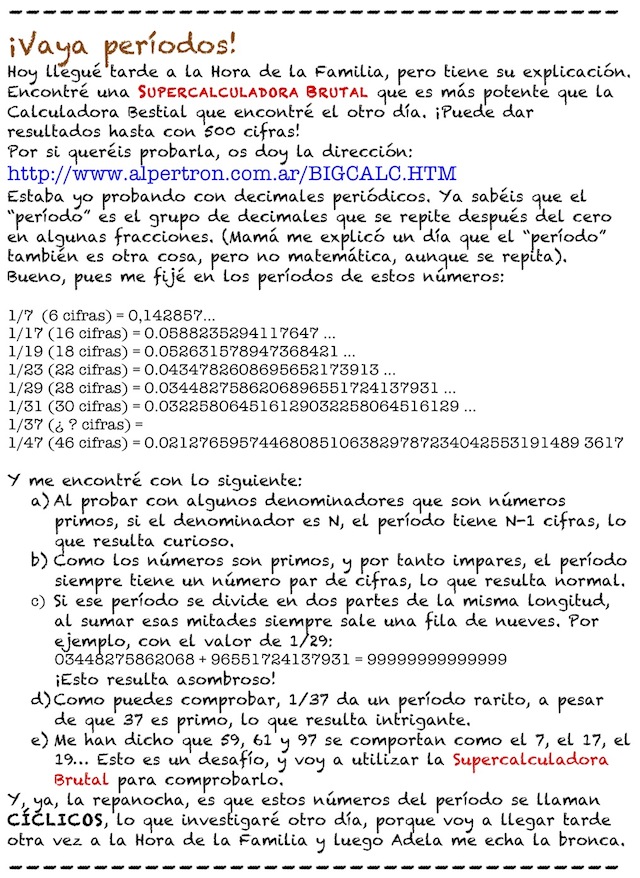 ¡Vaya períodos!
Hoy llegué tarde a la Hora de la Familia, pero tiene su explicación.
Encontré una SUPERCALCULADORA BRUTAL que es más potente que la
Calculadora Bestial que encontré el otro día. ¡Puede dar
resultados hasta con 500 cifras!
Por si queréis probarla, os doy la dirección:
http://www.alpertron.com.ar/BIGCALC.HTM
Estaba yo probando con decimales periódicos. Ya sabéis que el
“período” es el grupo de decimales que se repite después del cero
en algunas fracciones. (Mamá me explicó un día que el “período”
también es otra cosa, pero no matemática, aunque se repita).
Bueno, pues me fijé en los períodos de estos números:
1/7 (6 cifras) = 0,142857...
1/17 (16 cifras) = 0.0588235294117647 ...
1/19 (18 cifras) = 0.052631578947368421 ...
1/23 (22 cifras) = 0.0434782608695652173913 ...
1/29 (28 cifras) = 0.0344827586206896551724137931 ...
1/31 (30 cifras) = 0.032258064516129032258064516129 ...
1/37 (¿ ? cifras) =
1/47 (46 cifras) = 0.0212765957446808510638297872340425531914893617
Y me encontré con lo siguiente:
a) Al probar con algunos denominadores que son números
primos, si el denominador es N, el período tiene N-1 cifras, lo
que resulta curioso.
b) Como los números son primos, y por tanto impares, el período
siempre tiene un número par de cifras, lo que resulta normal.
c) Si ese período se divide en dos partes de la misma longitud,
al sumar esas mitades siempre sale una fila de nueves. Por
ejemplo, con el valor de 1/29:
03448275862068 + 96551724137931 = 99999999999999
¡Esto resulta asombroso!
d) Como puedes comprobar, 1/37 da un período rarito, a pesar
de que 37 es primo, lo que resulta intrigante.
e) Me han dicho que 59, 61 y 97 se comportan como el 7, el 17, el
19... Esto es un desafío, y voy a utilizar la Supercalculadora
Brutal para comprobarlo.
Y, ya, la repanocha, es que estos números del período se llaman
CÍCLICOS, lo que investigaré otro día, porque voy a llegar tarde
otra vez a la Hora de la Familia y luego Adela me echa la bronca.